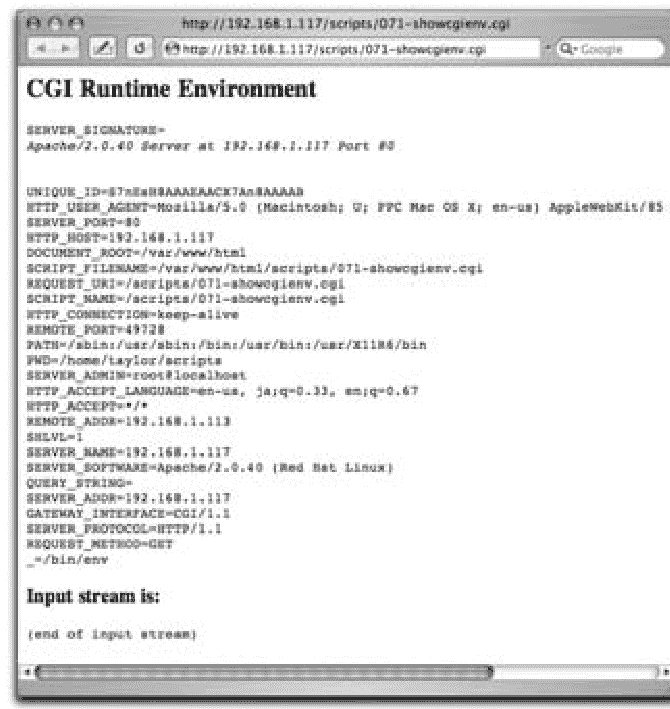 http://192.168.1.117/scripts/071-showcgienv.cgi
http://192.168.1.117/scripts/071-showcgienv.cgi
Google
CGI Runtime Environment
SERVER_SIGNATURE=
Apache/2.0.40 Server at 192.168.1.117 Port 80
HTTP_USER_AGENT=Mozilla/5.0 (Macintosh; U; PPC Mac OS X; en-us) AppleWebKit/85
SERVER_PORT=80
HTTP_HOST=192.168.1.117
DOCUMENT_ROOT=/var/www/html
SCRIPT_FILENAME=/var/www/html/scripts/071-showcgienv.cgi
REQUEST_URI=/scripts/071-showcgienv.cgi
SCRIPT_NAME=/scripts/071-showcgienv.cgi
HTTP_CONNECTION=keep-alive
REMOTE_PORT=49728
PATH=/sbin:/usr/sbin:/bin:/usr/bin:/usr/X11R6/bin
PWD=/home/taylor/scripts
SERVER_ADMIN=root@localhost
HTTP_ACCEPT_LANGUAGE=en-us, ja;q=0.33, en;q=0.67
HTTP_ACCEPT=*/*
REMOTE_ADDR=192.168.1.113
SHLVL=1
SERVER_NAME=192.168.1.117
SERVER_SOFTWARE=Apache/2.0.40 (Red Hat Linux)
QUERY_STRING=
SERVER_ADDR=192.168.1.117
GATEWAY_INTERFACE=CGI/1.1
SERVER_PROTOCOL=HTTP/1.1
REQUEST_METHOD=GET
_=/bin/env
Input stream is:
(end of input stream)